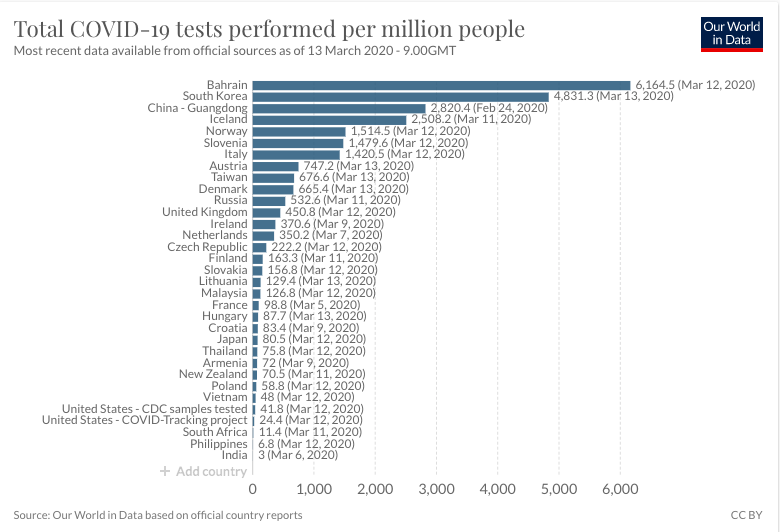 Total COVID-19 tests performed per million people
Most recent data available from official sources as of 13 March 2020 - 9.00GMT
Our World
in Data
Bahrain 6,164.5 (Mar 12, 2020)
South Korea 4,831.3 (Mar 13, 2020)
China - Guangdong 2,820.4 (Feb 24, 2020)
Iceland 2,508.2 (Mar 11, 2020)
Norway 1,514.5 (Mar 12, 2020)
Slovenia 1,479.6 (Mar 12, 2020)
Italy 1,420.5 (Mar 12, 2020)
Austria 747.2 (Mar 13, 2020)
Taiwan 676.6 (Mar 13, 2020)
Denmark 665.4 (Mar 13, 2020)
Russia 532.6 (Mar 11, 2020)
United Kingdom 450.8 (Mar 12, 2020)
Ireland 370.6 (Mar 9, 2020)
Netherlands 350.2 (Mar 7, 2020)
Czech Republic 222.2 (Mar 12, 2020)
Finland 163.3 (Mar 11, 2020)
Slovakia 156.8 (Mar 12, 2020)
Lithuania 129.4 (Mar 13, 2020)
Malaysia 126.8 (Mar 12, 2020)
France 98.8 (Mar 5, 2020)
Hungary 87.7 (Mar 13, 2020)
Croatia 83.4 (Mar 9, 2020)
Japan 80.5 (Mar 12, 2020)
Thailand 75.8 (Mar 12, 2020)
Armenia 72 (Mar 9, 2020)
New Zealand 70.5 (Mar 11, 2020)
Poland 58.8 (Mar 12, 2020)
Vietnam 48 (Mar 12, 2020)
United States - CDC samples tested 41.8 (Mar 12, 2020)
United States - COVID-Tracking project 24.4 (Mar 12, 2020)
South Africa 11.4 (Mar 11, 2020)
Philippines 6.8 (Mar 12, 2020)
India 3 (Mar 6, 2020)
+ Add country
0 1,000 2,000 3,000 4,000 5,000 6,000
Source: Our World in Data based on official country reports
CC BY